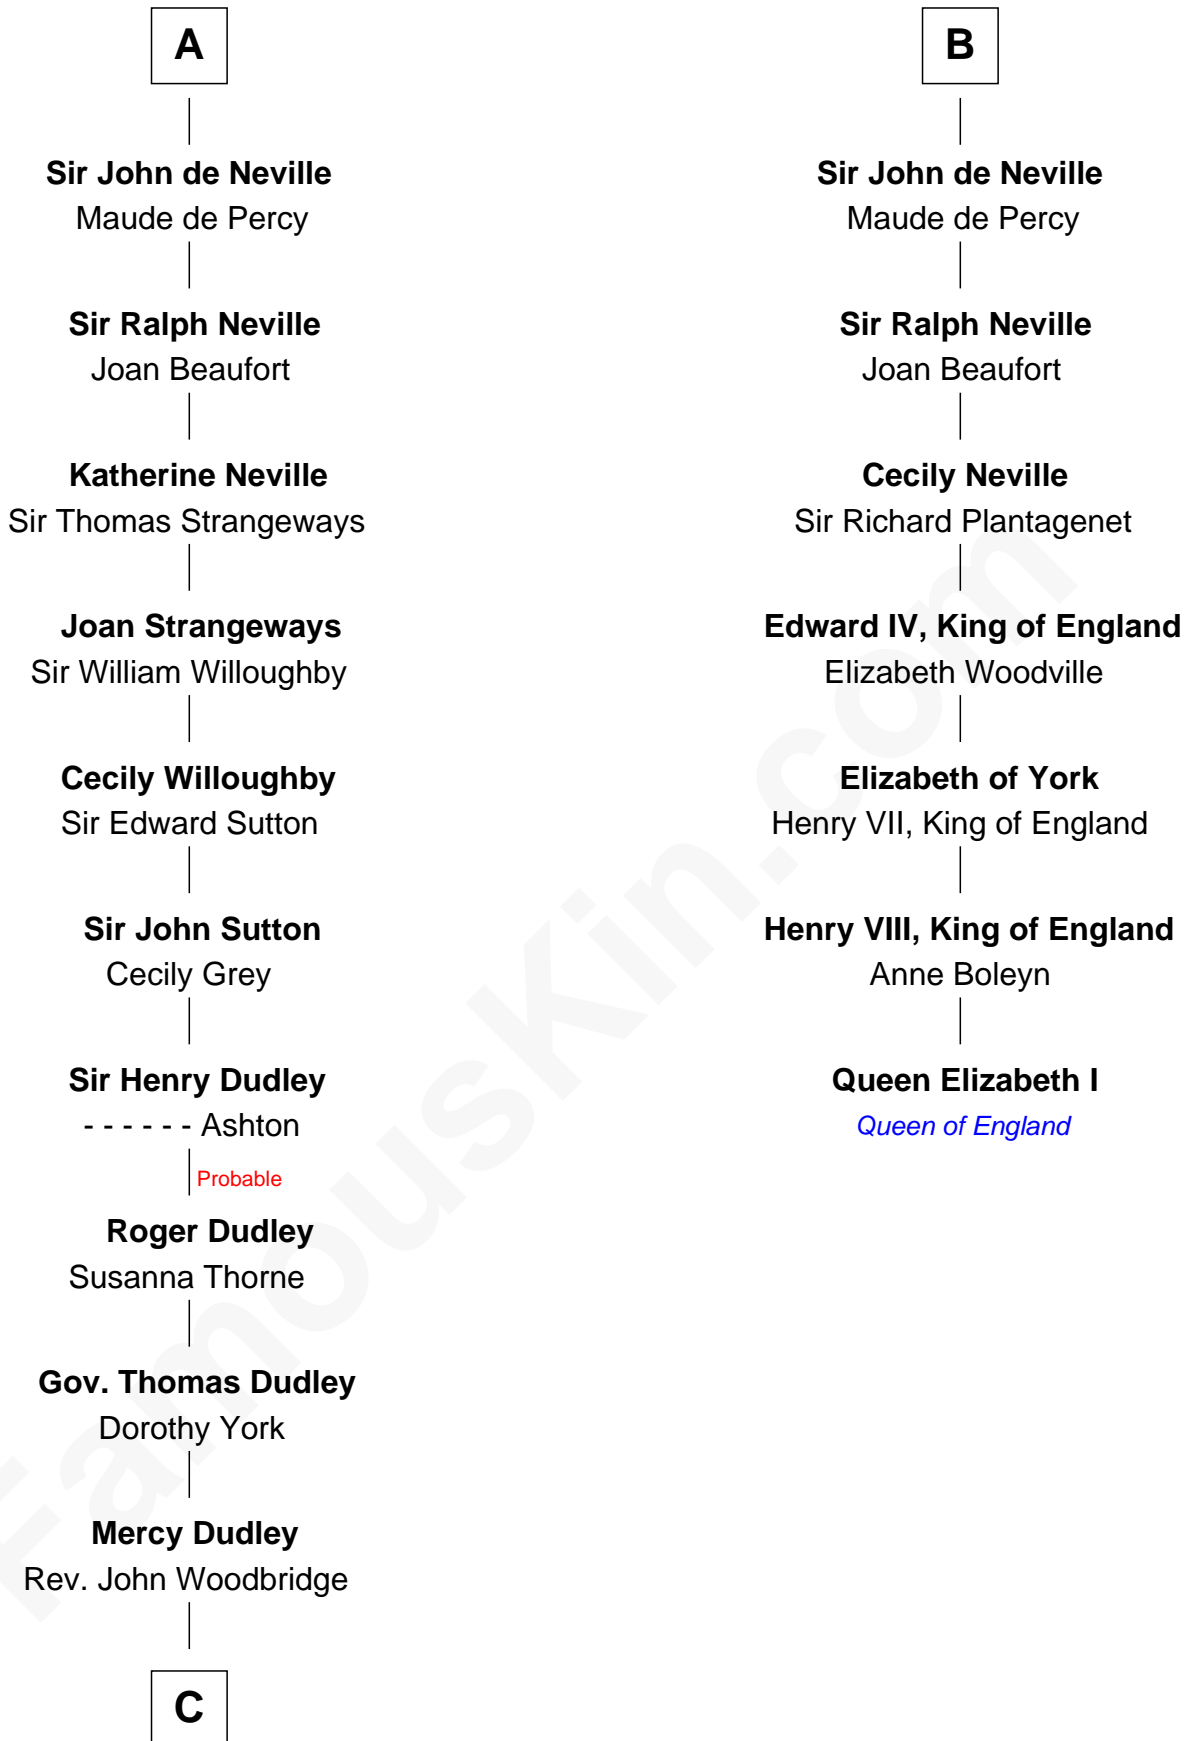 A
Sir John de Neville
Maude de Percy
Sir Ralph Neville
Joan Beaufort
Katherine Neville
Sir Thomas Strangeways
Joan Strangeways
Sir William Willoughby
Cecily Willoughby
Sir Edward Sutton
Sir John Sutton
Cecily Grey
Sir Henry Dudley
- - - - - - Ashton
Probable
Roger Dudley
Susanna Thorne
Gov. Thomas Dudley
Dorothy York
Mercy Dudley
Rev. John Woodbridge
C
B
Sir John de Neville
Maude de Percy
Sir Ralph Neville
Joan Beaufort
Cecily Neville
Sir Richard Plantagenet
Edward IV, King of England
Elizabeth Woodville
Elizabeth of York
Henry VII, King of England
Henry VIII, King of England
Anne Boleyn
Queen Elizabeth I
Queen of England
FamousKin.com